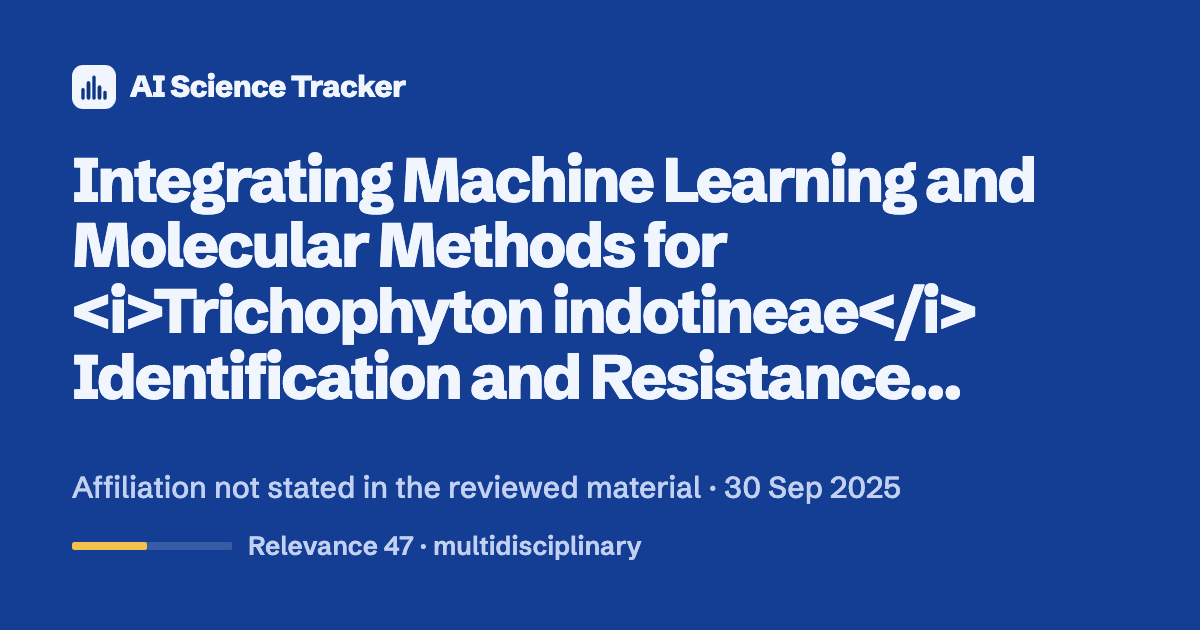 AI Science Tracker
Integrating Machine Learning and
Molecular Methods for
<i>Trichophyton indotineae</i>
Identification and Resistance...
Affiliation not stated in the reviewed material · 30 Sep 2025
Relevance 47 · multidisciplinary